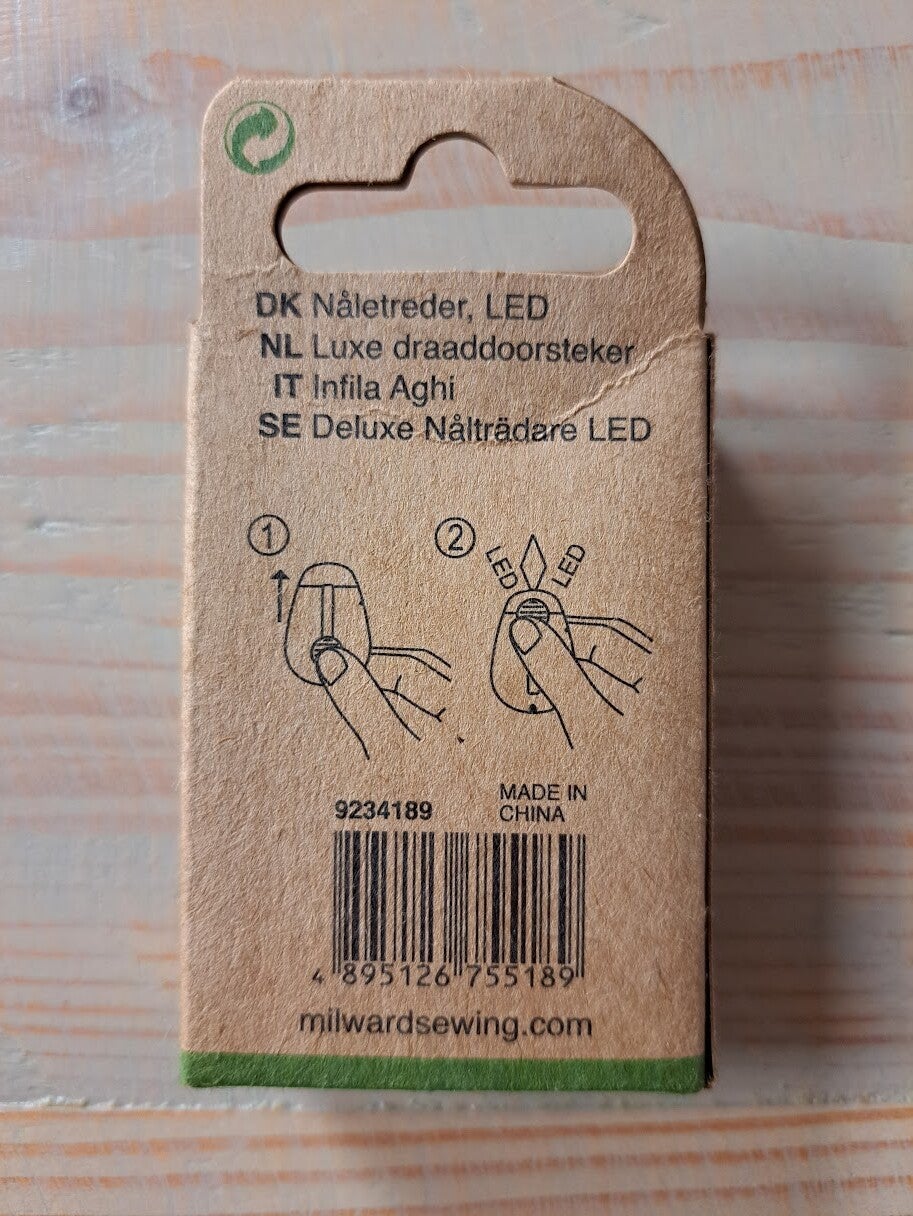 DK Nåletreder, LED
NL Luxe draaddoorsteker
IT Infila Aghi
SE Deluxe Nålträdare LED
1
2
LED LED
9234189
MADE IN
CHINA
4 895126 755189
milwardsewing.com